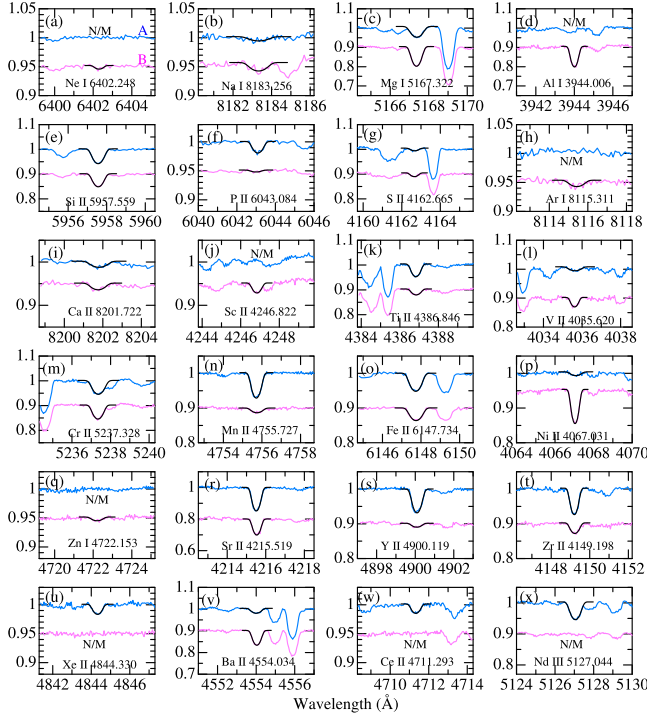 (a) N/M A
B
Ne I 6402.248
1.05
1
0.95
0.9
6400 6402 6404
(b)
Na I 8183.256
1
0.95
0.9
8182 8184 8186
(c)
Mg I 5167.322
1.1
1
0.9
0.8
0.7
5166 5168 5170
(d) N/M
Al I 3944.006
1.1
1
0.9
0.8
3942 3944 3946
(e)
Si II 5957.559
1.1
1
0.9
0.8
5956 5958 5960
(f)
P II 6043.084
1.05
1
0.95
0.9
6040 6042 6044 6046
(g)
S II 4162.665
1.1
1
0.9
0.8
4160 4162 4164
(h)
N/M
Ar I 8115.311
1.05
1
0.95
0.9
8114 8116 8118
(i)
Ca II 8201.722
1
0.9
8200 8202 8204
(j) N/M
Sc II 4246.822
1
0.9
4244 4246 4248
(k)
Ti II 4386.846
1.1
1
0.9
0.8
0.7
4384 4386 4388
(l)
V II 4035.620
1.1
1
0.9
0.8
4034 4036 4038
(m)
Cr II 5237.328
1.1
1
0.9
0.8
5236 5238 5240
(n)
Mn II 4755.727
1
0.9
0.8
4754 4756 4758
(o)
Fe II 6147.734
1
0.9
0.8
6146 6148 6150
(p)
Ni II 4067.031
1
0.9
0.8
4064 4066 4068 4070
(q)
N/M
Zn I 4722.153
1.05
1
0.95
0.9
4720 4722 4724
(r)
Sr II 4215.519
1
0.8
0.6
4214 4216 4218
(s)
Y II 4900.119
1
0.9
0.8
4898 4900 4902
(t)
Zr II 4149.198
1
0.9
0.8
4148 4150 4152
(u)
N/M
Xe II 4844.330
1.05
1
0.95
0.9
4842 4844 4846
(v)
Ba II 4554.034
1.1
1
0.9
0.8
0.7
4552 4554 4556
(w)
N/M
Ce II 4711.293
1.05
1
0.95
0.9
4710 4712 4714
(x)
N/M
Nd III 5127.044
1
0.9
0.8
5124 5126 5128 5130
Wavelength (Å)